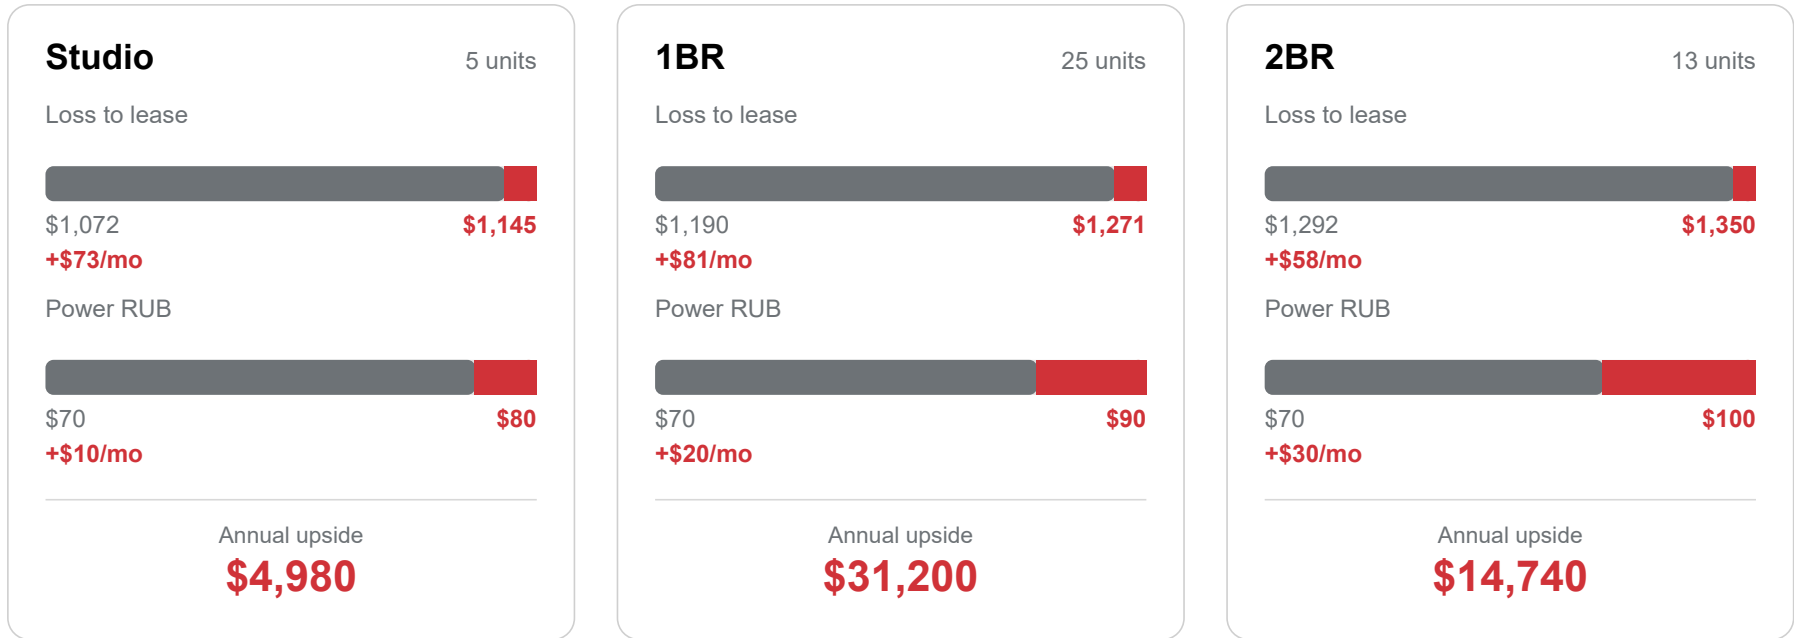 Studio
5 units
Loss to lease
$1,072
$1,145
+$73/mo
Power RUB
$70
$80
+$10/mo
Annual upside
$4,980
1BR
25 units
Loss to lease
$1,190
$1,271
+$81/mo
Power RUB
$70
$90
+$20/mo
Annual upside
$31,200
2BR
13 units
Loss to lease
$1,292
$1,350
+$58/mo
Power RUB
$70
$100
+$30/mo
Annual upside
$14,740